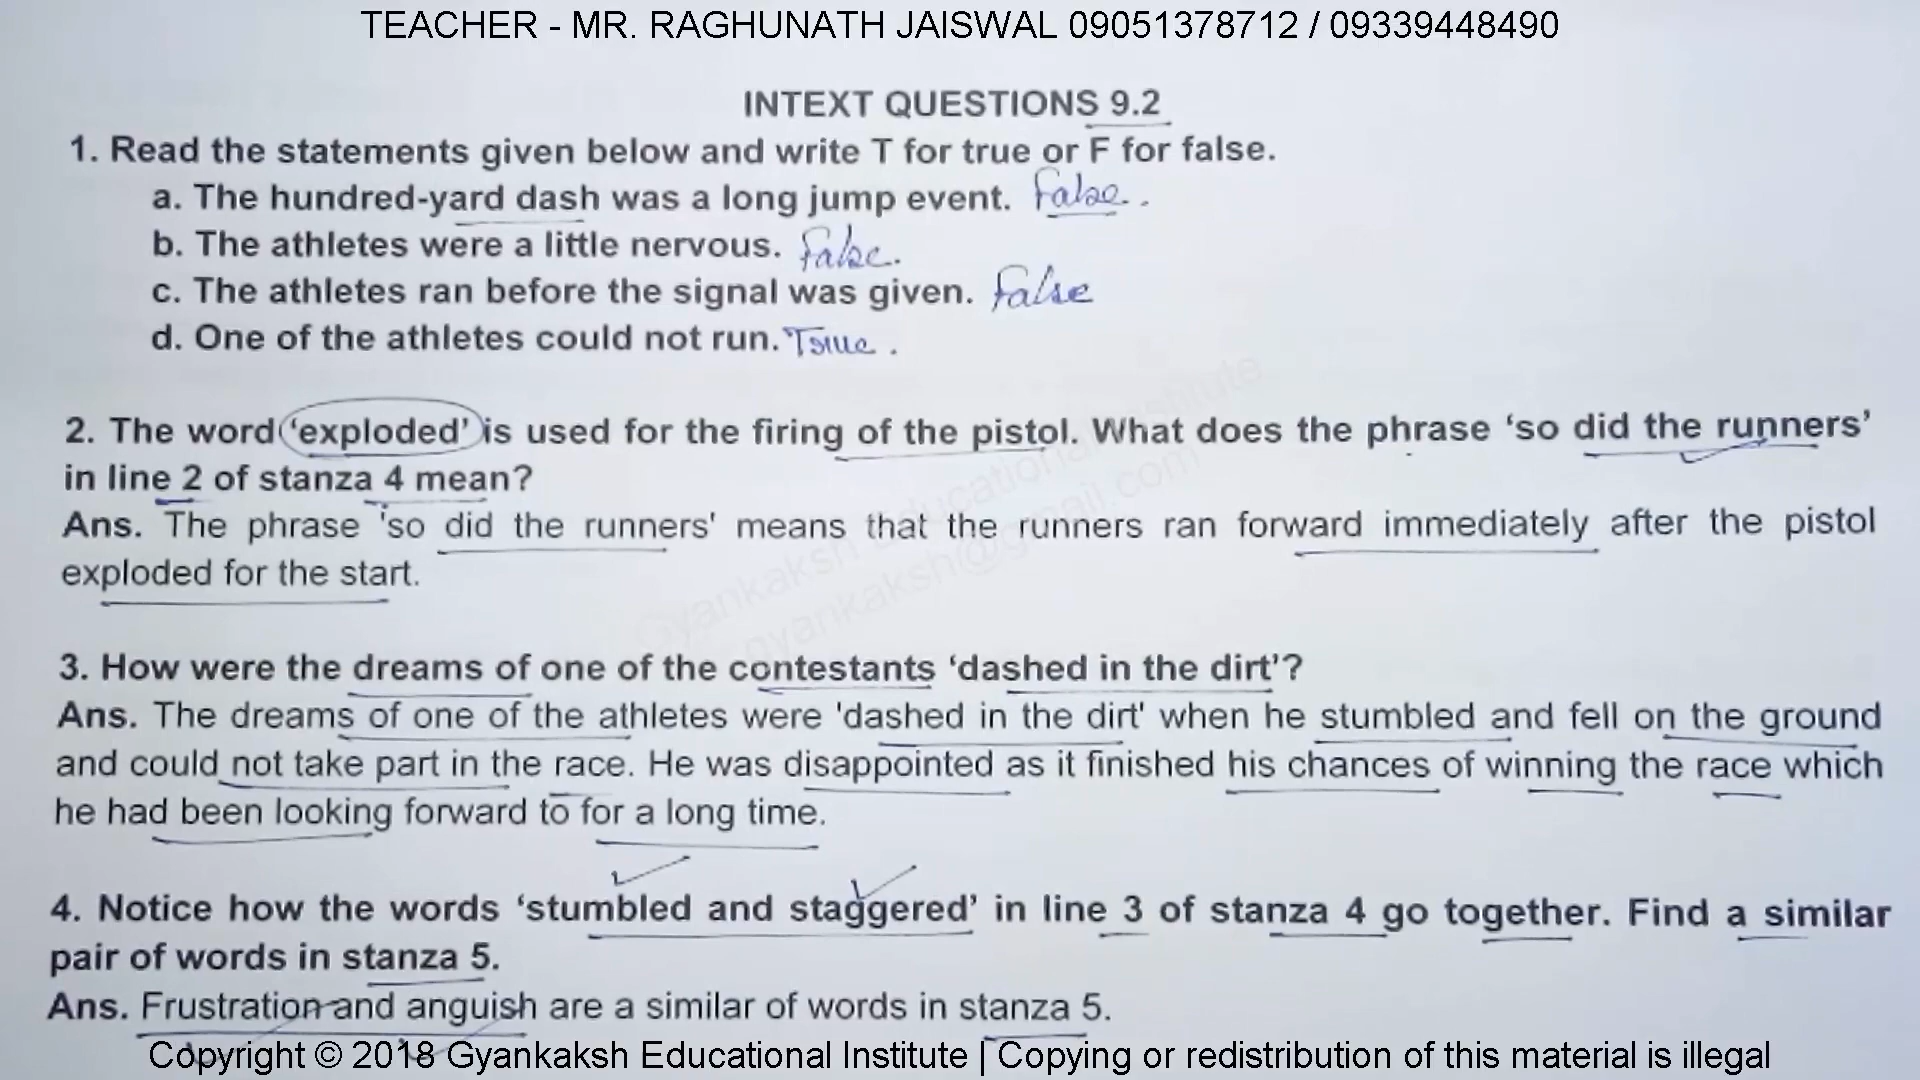 TEACHER - MR. RAGHUNATH JAISWAL 09051378712 / 09339448490
INTEXT QUESTIONS 9.2
1. Read the statements given below and write T for true or F for false.
a. The hundred-yard dash was a long jump event. False.
b. The athletes were a little nervous. False.
c. The athletes ran before the signal was given. False
d. One of the athletes could not run. True.
2. The word 'exploded' is used for the firing of the pistol. What does the phrase 'so did the runners'
in line 2 of stanza 4 mean?
Ans. The phrase 'so did the runners' means that the runners ran forward immediately after the pistol
exploded for the start.
3. How were the dreams of one of the contestants 'dashed in the dirt'?
Ans. The dreams of one of the athletes were 'dashed in the dirt' when he stumbled and fell on the ground
and could not take part in the race. He was disappointed as it finished his chances of winning the race which
he had been looking forward to for a long time.
4. Notice how the words 'stumbled and staggered' in line 3 of stanza 4 go together. Find a similar
pair of words in stanza 5.
Ans. Frustration and anguish are a similar of words in stanza 5.
Gyankaksh Educational Institute
gyankaksh@gmail.com
Copyright © 2018 Gyankaksh Educational Institute | Copying or redistribution of this material is illegal